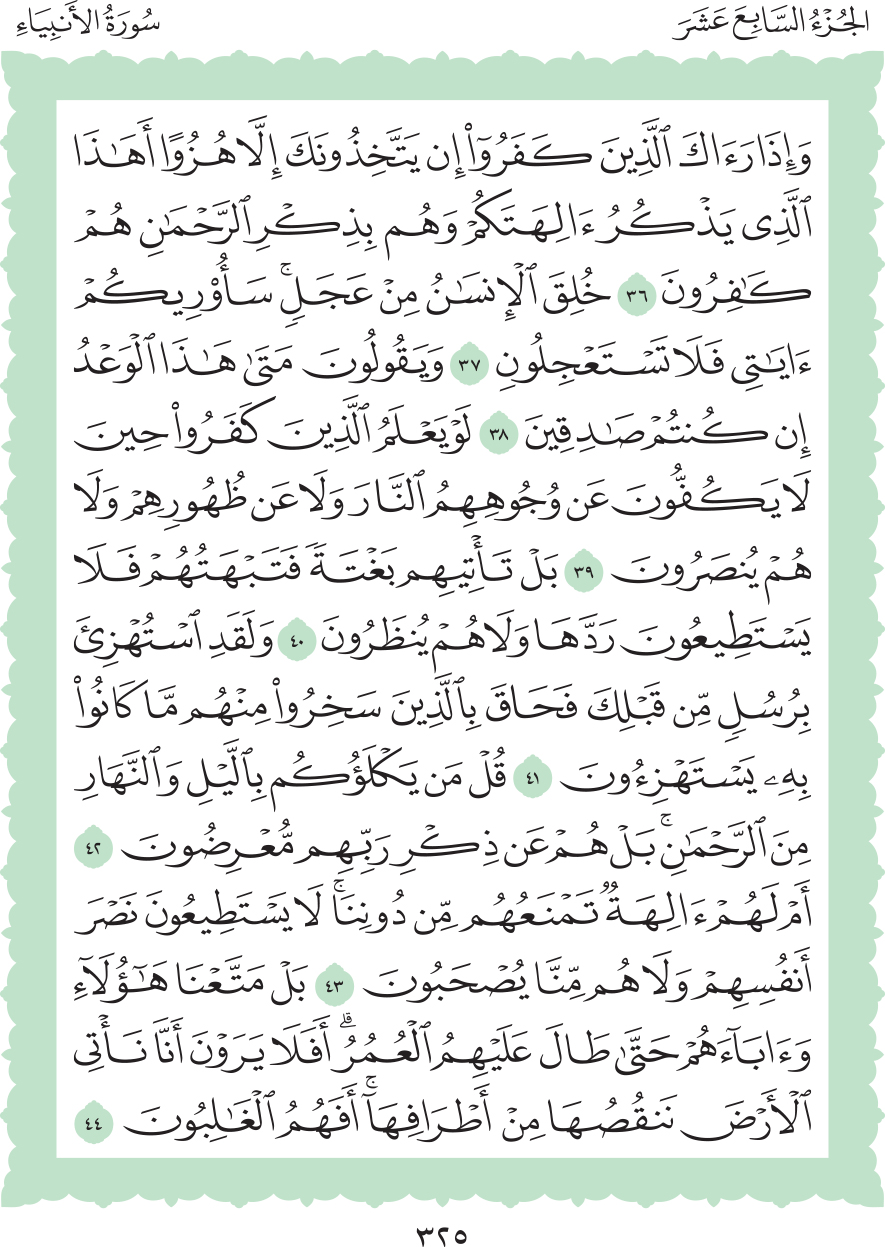 الجُزْءُ السَّابِعَ عَشَرَ
سُورَةُ الأَنبِيَاءِ
وَإِذَا رَءَاكَ ٱلَّذِينَ كَفَرُوٓاْ إِن يَتَّخِذُونَكَ إِلَّا هُزُوًا أَهَٰذَا
ٱلَّذِى يَذْكُرُ ءَالِهَتَكُمْ وَهُم بِذِكْرِ ٱلرَّحْمَٰنِ هُمْ
كَٰفِرُونَ ٣٦ خُلِقَ ٱلْإِنسَٰنُ مِنْ عَجَلٍۚ سَأُوْرِيكُمْ
ءَايَٰتِى فَلَا تَسْتَعْجِلُونِ ٣٧ وَيَقُولُونَ مَتَىٰ هَٰذَا ٱلْوَعْدُ
إِن كُنتُمْ صَٰدِقِينَ ٣٨ لَوْ يَعْلَمُ ٱلَّذِينَ كَفَرُواْ حِينَ
لَا يَكُفُّونَ عَن وُجُوهِهِمُ ٱلنَّارَ وَلَا عَن ظُهُورِهِمْ وَلَا
هُمْ يُنصَرُونَ ٣٩ بَلْ تَأْتِيهِم بَغْتَةً فَتَبْهَتُهُمْ فَلَا
يَسْتَطِيعُونَ رَدَّهَا وَلَا هُمْ يُنظَرُونَ ٤٠ وَلَقَدِ ٱسْتُهْزِئَ
بِرُسُلٍ مِّن قَبْلِكَ فَحَاقَ بِٱلَّذِينَ سَخِرُواْ مِنْهُم مَّا كَانُواْ
بِهِۦ يَسْتَهْزِءُونَ ٤١ قُلْ مَن يَكْلَؤُكُم بِٱلَّيْلِ وَٱلنَّهَارِ
مِنَ ٱلرَّحْمَٰنِۚ بَلْ هُمْ عَن ذِكْرِ رَبِّهِم مُّعْرِضُونَ ٤٢
أَمْ لَهُمْ ءَالِهَةٌ تَمْنَعُهُم مِّن دُونِنَاۚ لَا يَسْتَطِيعُونَ نَصْرَ
أَنفُسِهِمْ وَلَا هُم مِّنَّا يُصْحَبُونَ ٤٣ بَلْ مَتَّعْنَا هَٰٓؤُلَآءِ
وَءَابَآءَهُمْ حَتَّىٰ طَالَ عَلَيْهِمُ ٱلْعُمُرُۗ أَفَلَا يَرَوْنَ أَنَّا نَأْتِى
ٱلْأَرْضَ نَنقُصُهَا مِنْ أَطْرَافِهَآۚ أَفَهُمُ ٱلْغَٰلِبُونَ ٤٤
٣٢٥